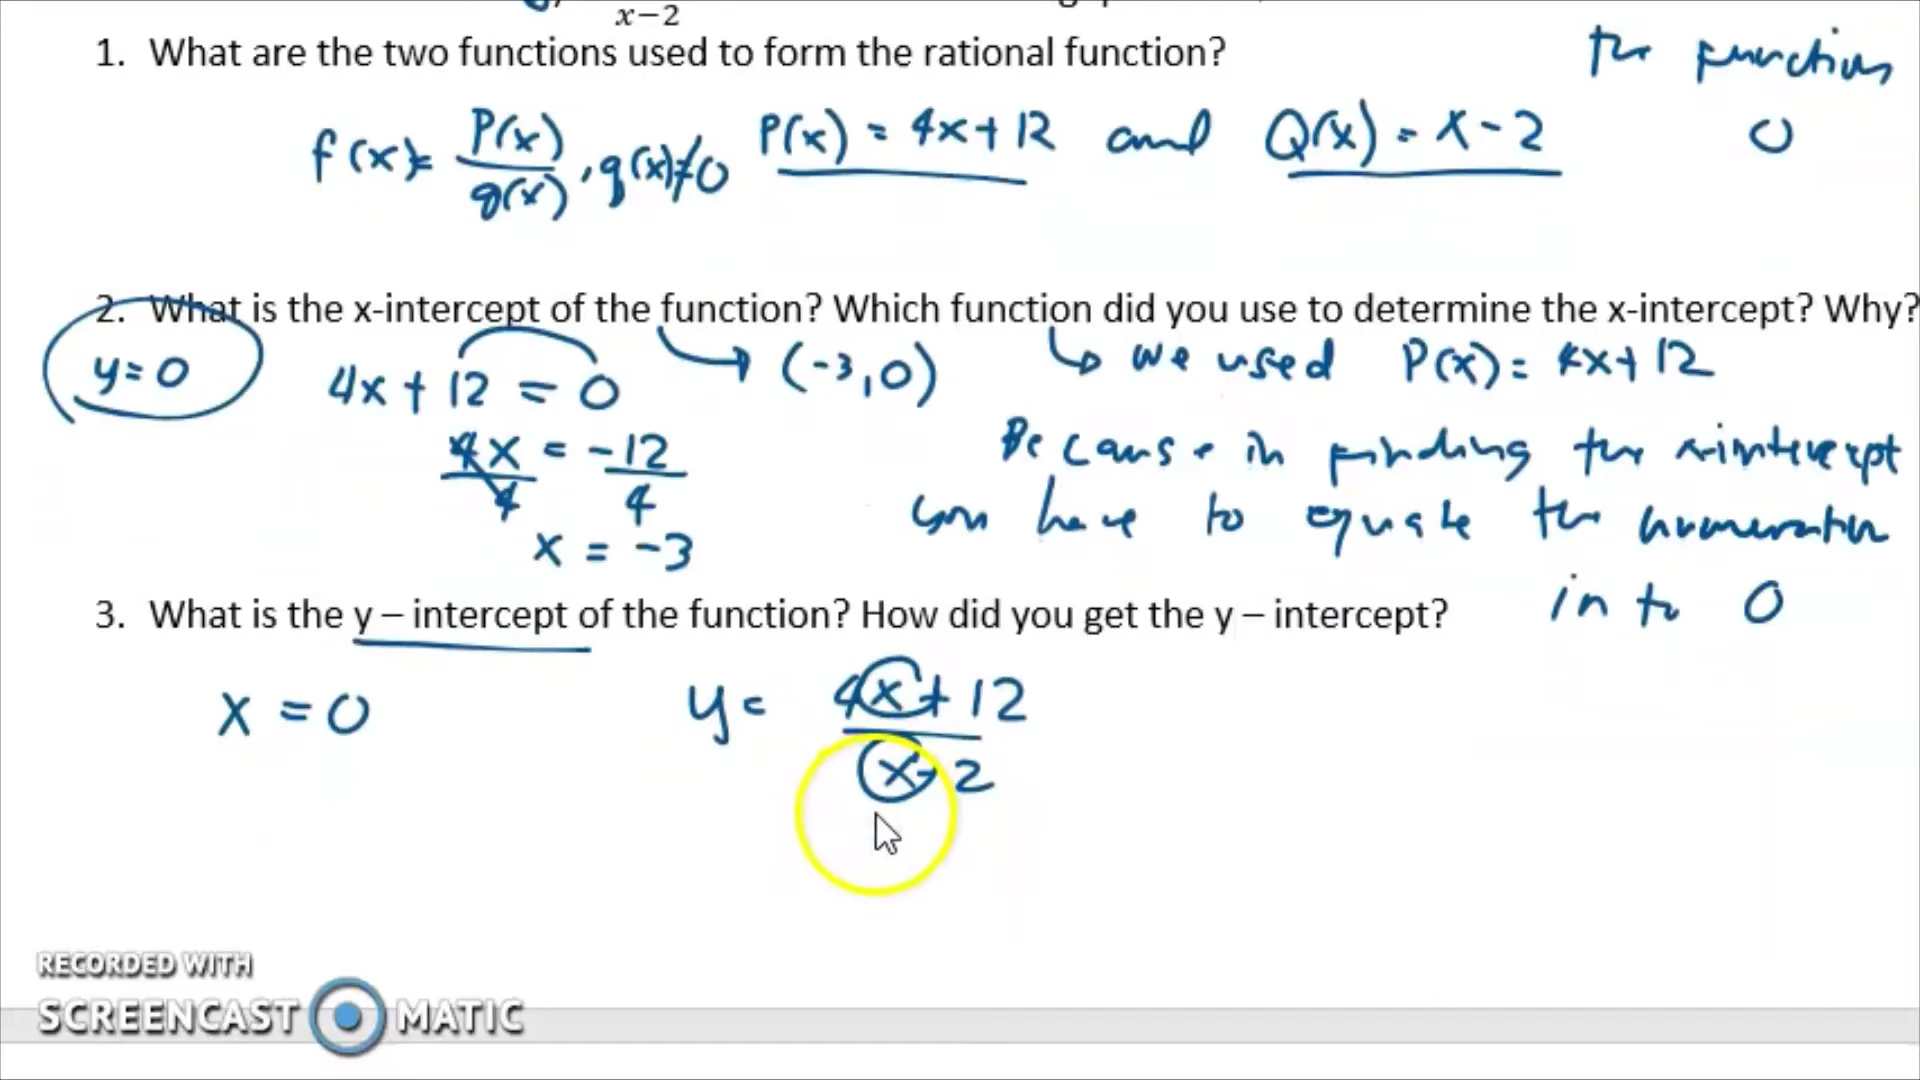 x−2
1. What are the two functions used to form the rational function?
the functions
0
f(x)= P(x)/q(x), q(x)≠0 P(x) = 4x+12 and Q(x) = x-2
2. What is the x-intercept of the function? Which function did you use to determine the x-intercept? Why?
y=0
4x + 12 = 0
(-3,0)
we used P(x) = 4x+12
4x/4 = -12/4
Because in finding the x-intercept
you have to equate the numerator
in to 0
x = -3
3. What is the y – intercept of the function? How did you get the y – intercept?
x = 0
y= 4x+12/x-2
RECORDED WITH
SCREENCAST MATIC